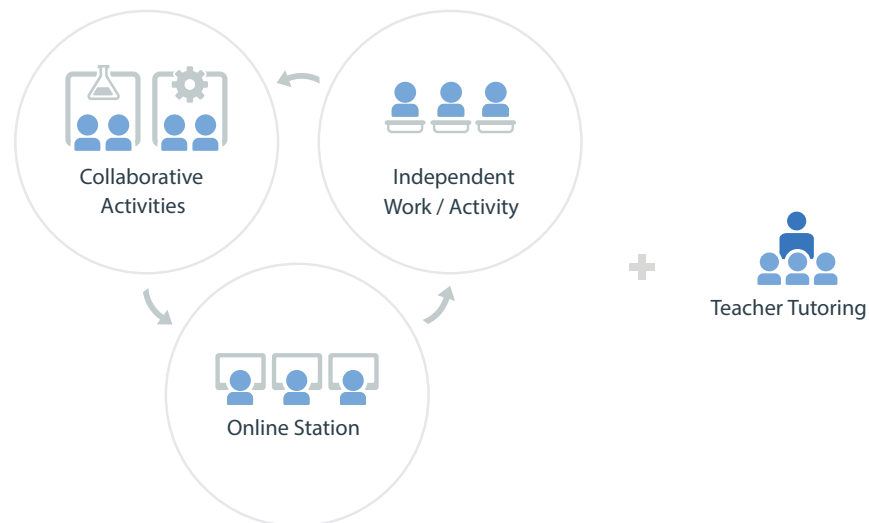 Collaborative
Activities
Independent
Work / Activity
Teacher Tutoring
Online Station